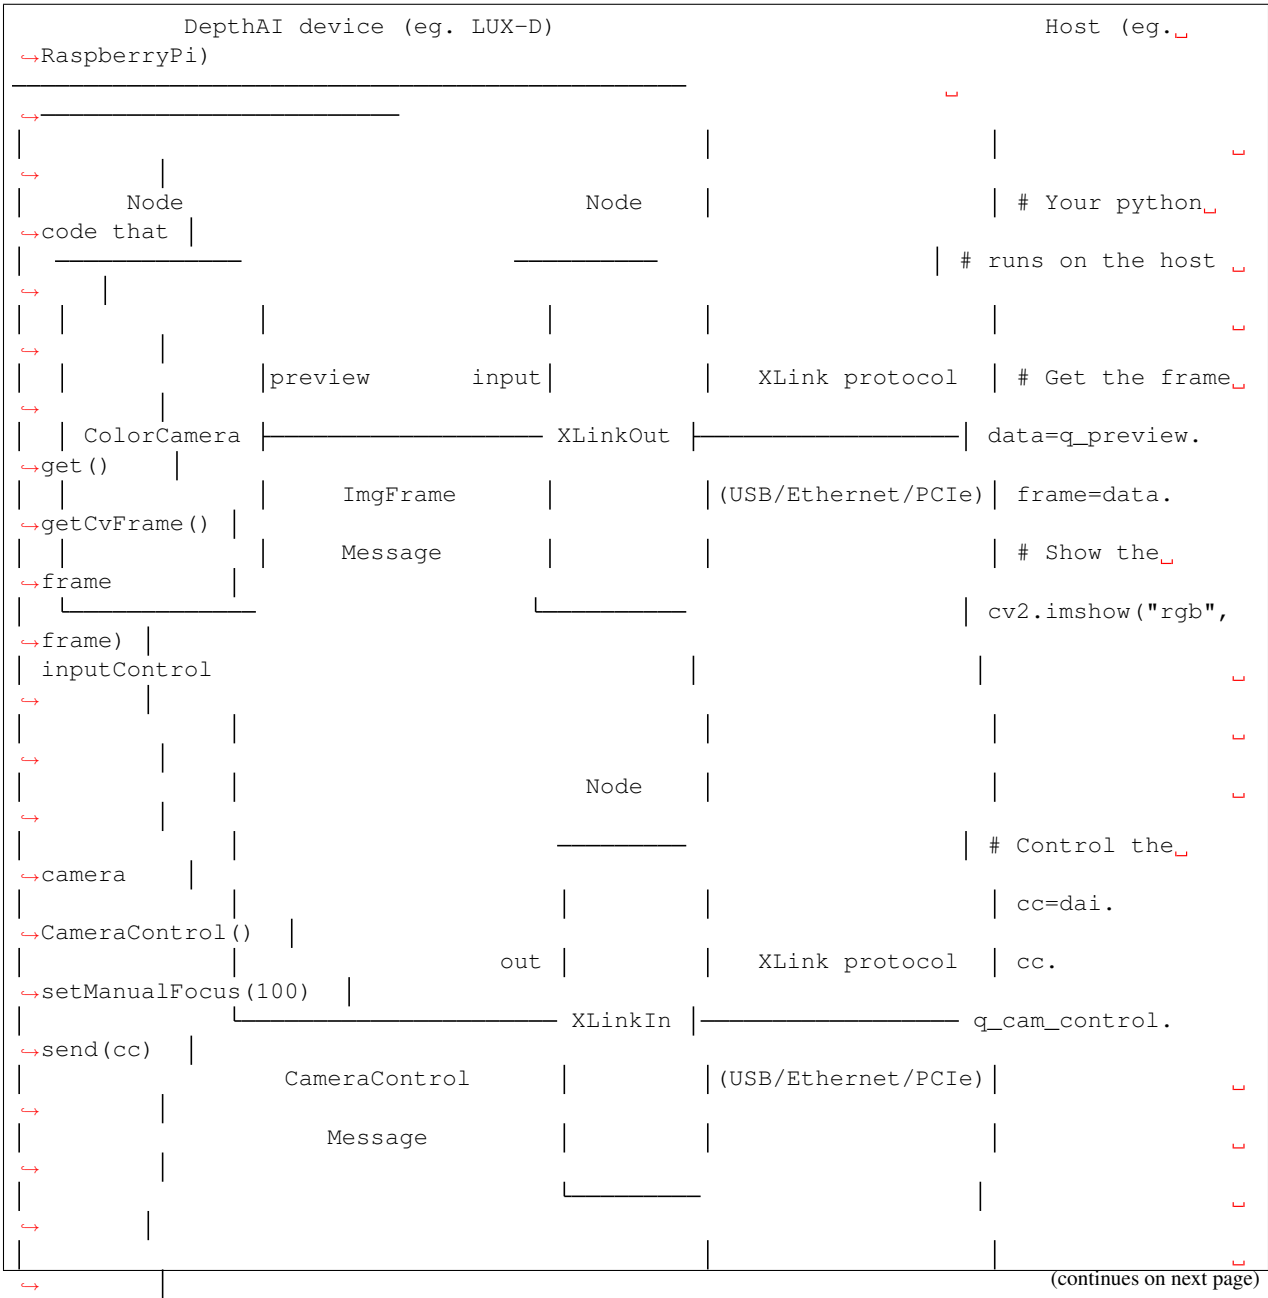 DepthAI device (eg. LUX-D) Host (eg.␣
↪RaspberryPi)
Node Node # Your python␣
↪code that
# runs on the host ␣
↪
preview input XLink protocol # Get the frame␣
↪
ColorCamera XLinkOut data=q_preview.
↪get()
ImgFrame (USB/Ethernet/PCIe) frame=data.
↪getCvFrame()
Message # Show the␣
↪frame
cv2.imshow("rgb",
↪frame)
inputControl ␣
↪
Node ␣
↪
# Control the␣
↪camera
cc=dai.
↪CameraControl()
out XLink protocol cc.
↪setManualFocus(100)
XLinkIn q_cam_control.
↪send(cc)
CameraControl (USB/Ethernet/PCIe) ␣
↪
Message ␣
↪
(continues on next page)